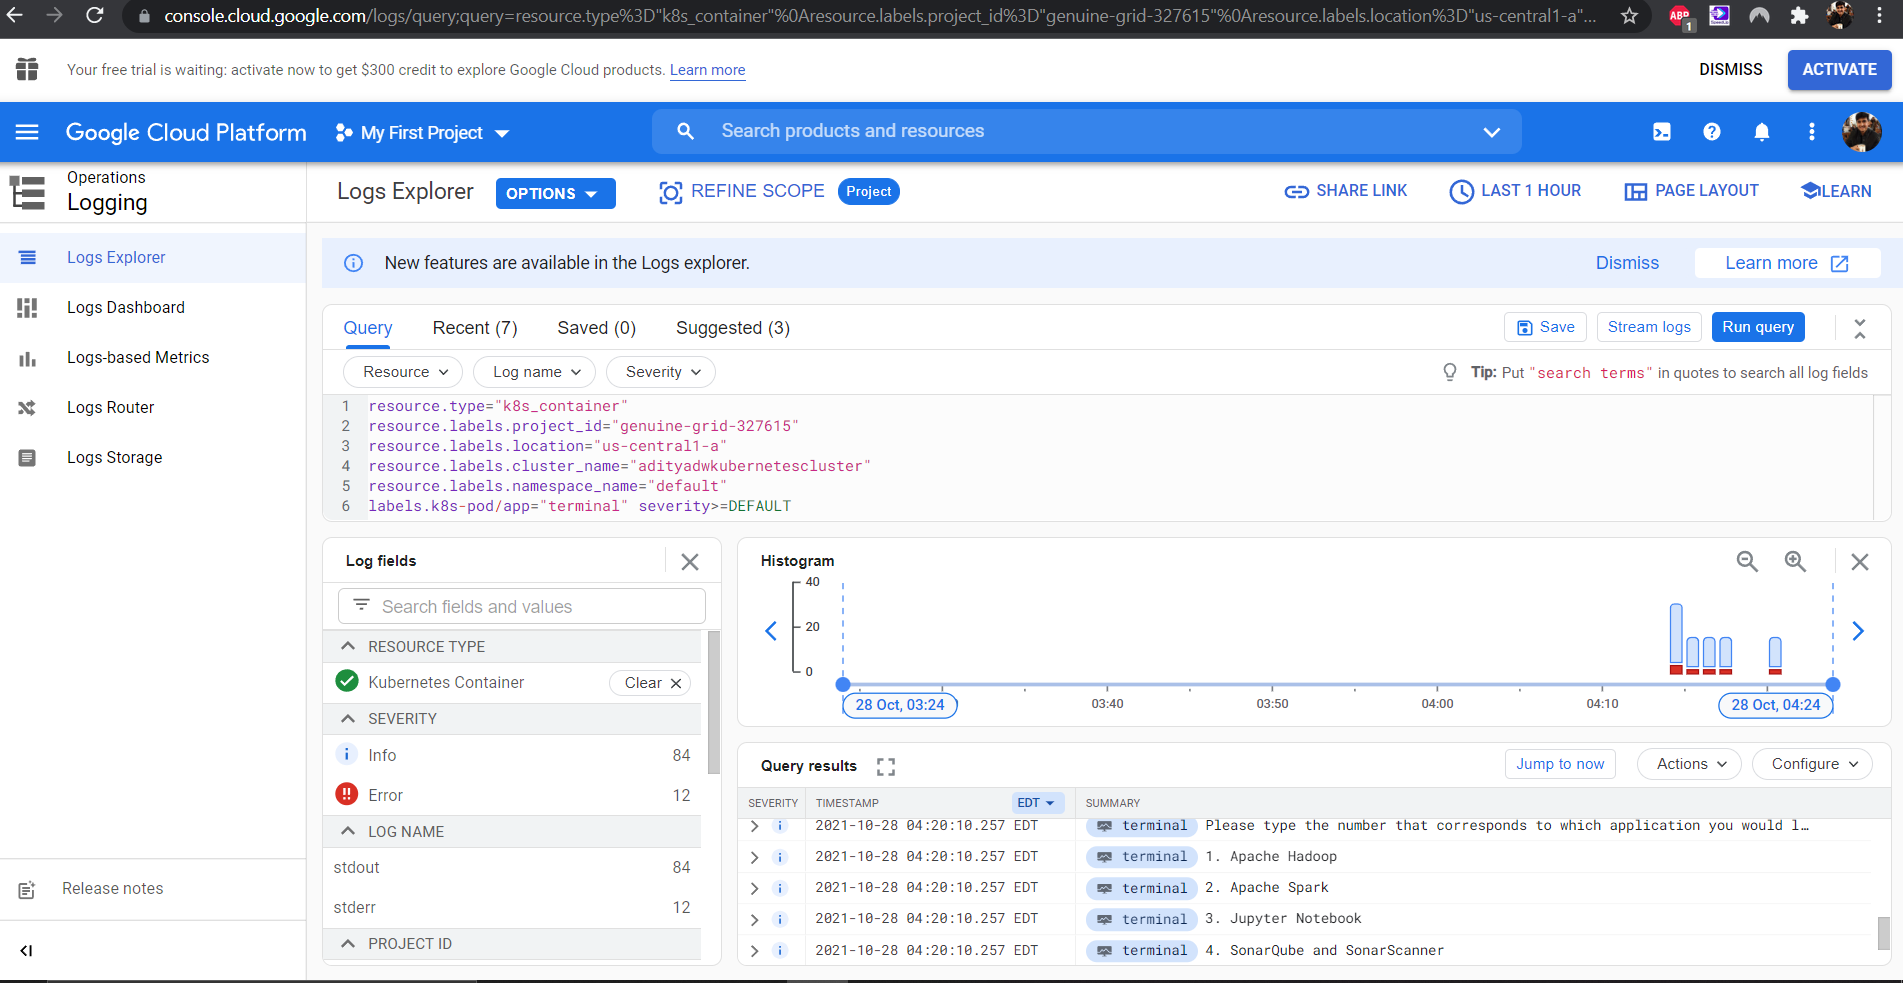 console.cloud.google.com/logs/query;query=resource.type%3D"k8s_container"%0Aresource.labels.project_id%3D"genuine-grid-327615"%0Aresource.labels.location%3D"us-central1-a"...
ABP
1
Your free trial is waiting: activate now to get $300 credit to explore Google Cloud products. Learn more
DISMISS
ACTIVATE
Google Cloud Platform
My First Project
Search products and resources
Operations
Logging
Logs Explorer
OPTIONS
REFINE SCOPE
Project
SHARE LINK
LAST 1 HOUR
PAGE LAYOUT
LEARN
Logs Explorer
Logs Dashboard
Logs-based Metrics
Logs Router
Logs Storage
Release notes
New features are available in the Logs explorer.
Dismiss
Learn more
Query
Recent (7)
Saved (0)
Suggested (3)
Save
Stream logs
Run query
Resource
Log name
Severity
Tip: Put "search terms" in quotes to search all log fields
1 resource.type="k8s_container"
2 resource.labels.project_id="genuine-grid-327615"
3 resource.labels.location="us-central1-a"
4 resource.labels.cluster_name="adityadwkubernetescluster"
5 resource.labels.namespace_name="default"
6 labels.k8s-pod/app="terminal" severity>=DEFAULT
Log fields
Search fields and values
RESOURCE TYPE
Kubernetes Container
Clear
SEVERITY
Info 84
Error 12
LOG NAME
stdout 84
stderr 12
PROJECT ID
Histogram
40
20
0
28 Oct, 03:24
03:40
03:50
04:00
04:10
28 Oct, 04:24
Query results
Jump to now
Actions
Configure
SEVERITY TIMESTAMP EDT SUMMARY
2021-10-28 04:20:10.257 EDT terminal Please type the number that corresponds to which application you would l…
2021-10-28 04:20:10.257 EDT terminal 1. Apache Hadoop
2021-10-28 04:20:10.257 EDT terminal 2. Apache Spark
2021-10-28 04:20:10.257 EDT terminal 3. Jupyter Notebook
2021-10-28 04:20:10.257 EDT terminal 4. SonarQube and SonarScanner